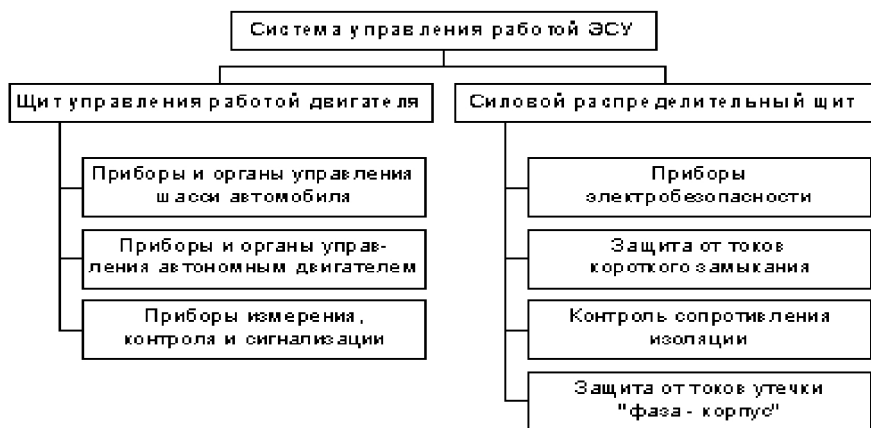 Система управления работой ЭСУ
Щит управления работой двигателя
Силовой распределительный щит
Приборы и органы управления
шасси автомобиля
Приборы и органы управ-
ления автономным двигателем
Приборы измерения,
контроля и сигнализации
Приборы
электробезопасности
Защита от токов
короткого замыкания
Контроль сопротивления
изоляции
Защита от токов утечки
"фаза - корпус"